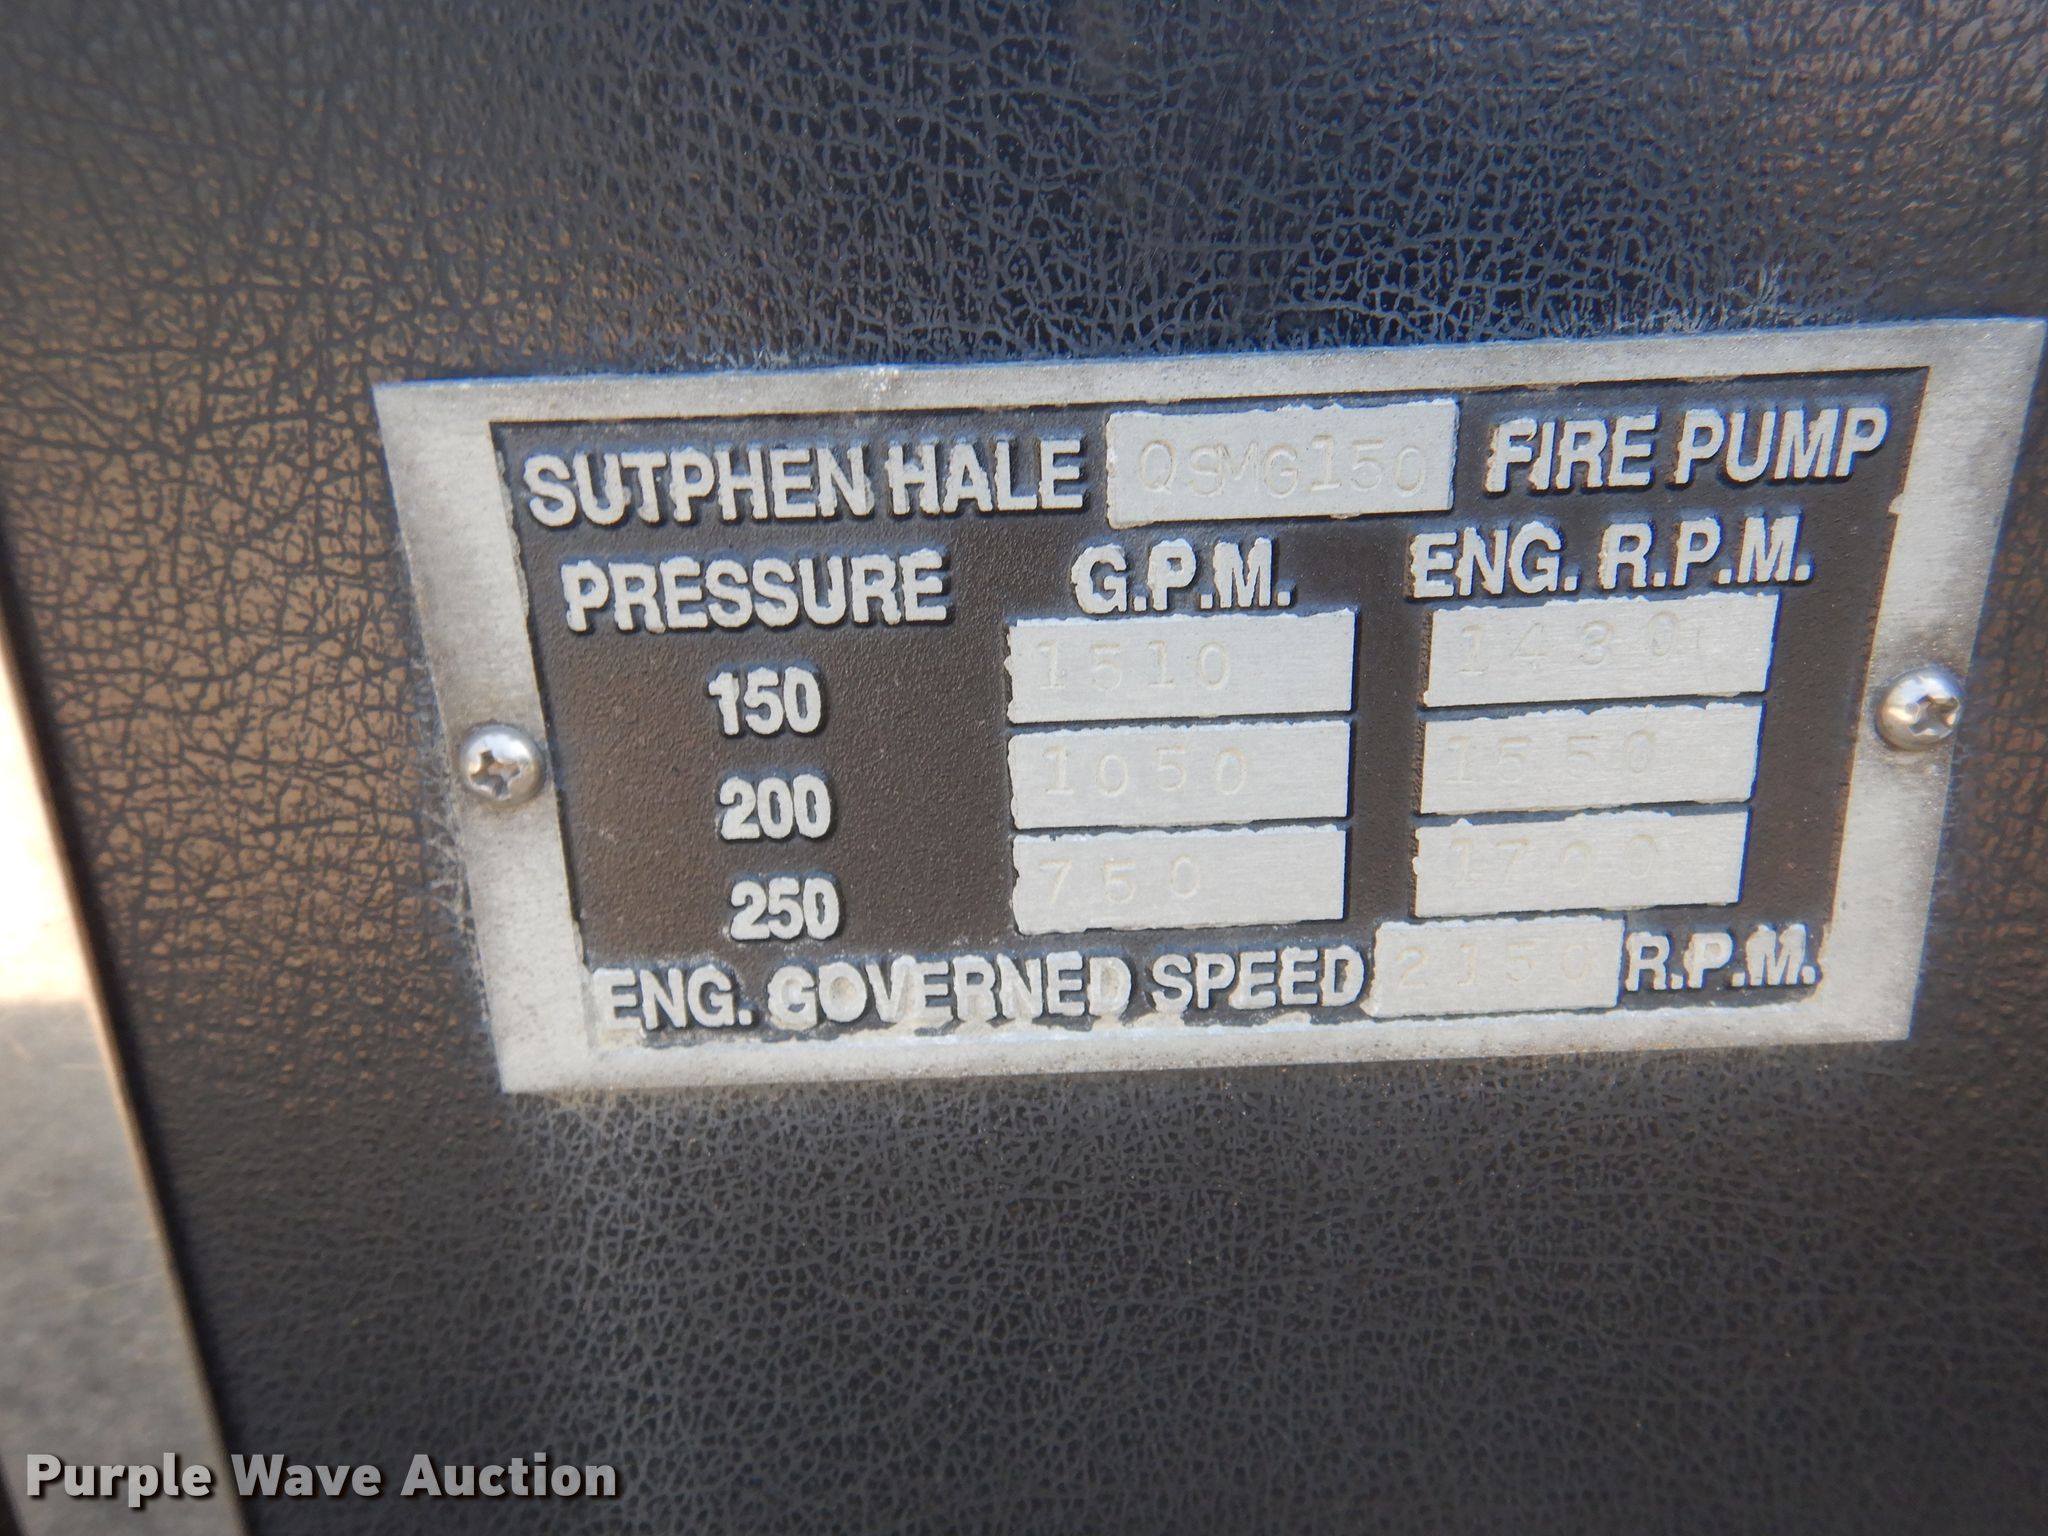 SUTPHEN HALE QSMG150 FIRE PUMP
PRESSURE G.P.M. ENG. R.P.M.
150 1510 1430
200 1050 1550
250 750 1700
ENG. GOVERNED SPEED 2150 R.P.M.
Purple Wave Auction